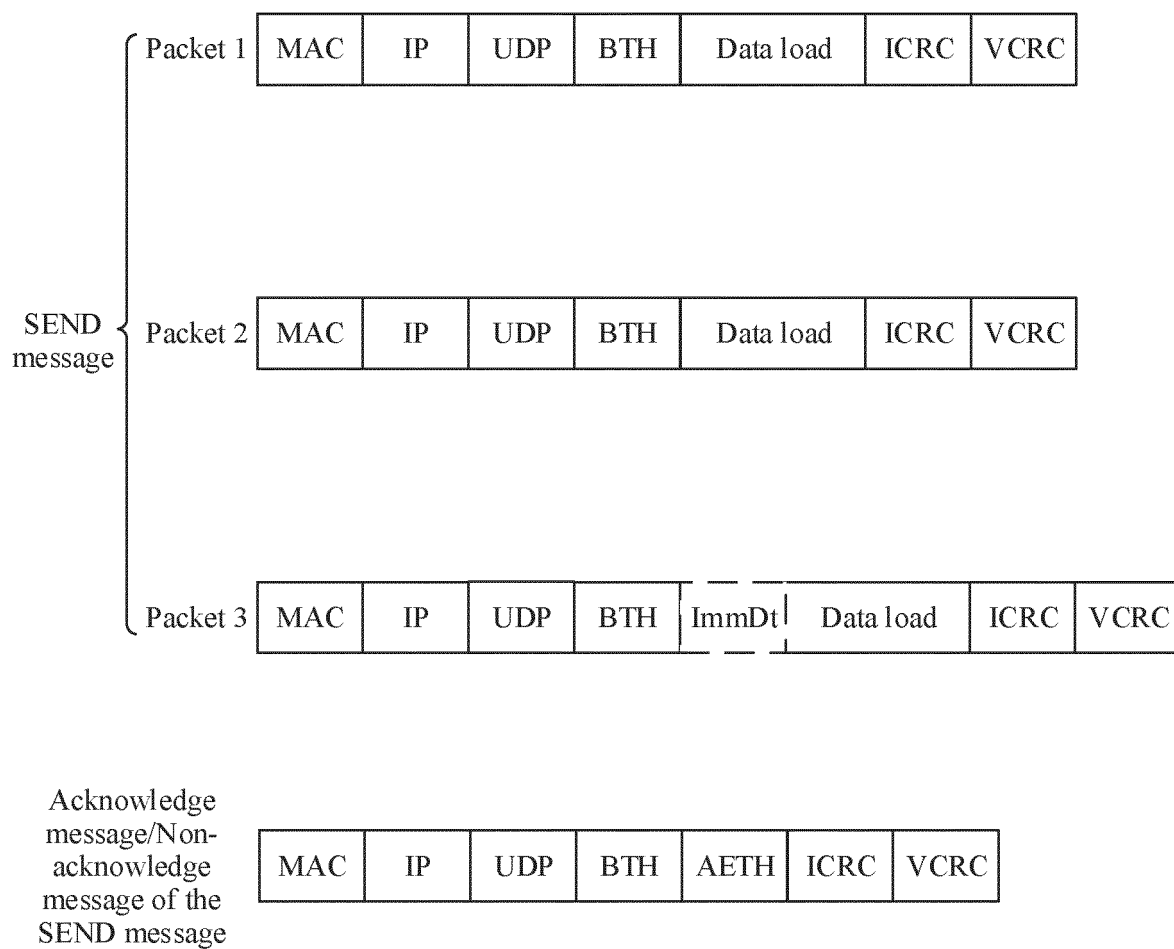 Packet 1 MAC IP UDP BTH Data load ICRC VCRC
SEND
message
Packet 2 MAC IP UDP BTH Data load ICRC VCRC
Packet 3 MAC IP UDP BTH ImmDt Data load ICRC VCRC
Acknowledge
message/Non-
acknowledge
message of the
SEND message
MAC IP UDP BTH AETH ICRC VCRC